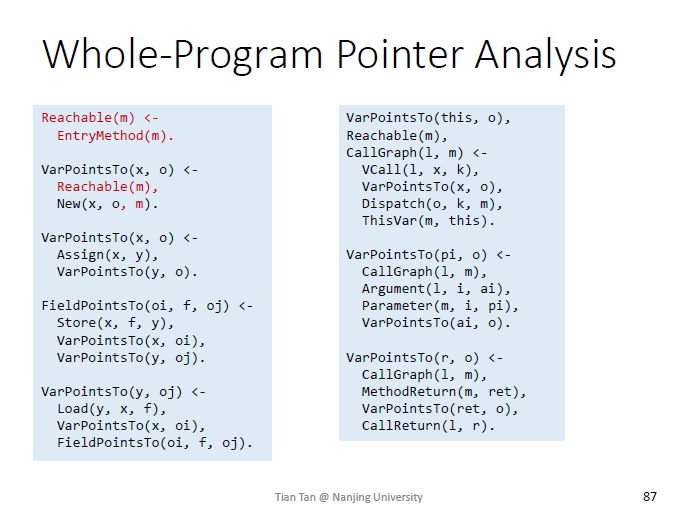 Whole-Program Pointer Analysis
Reachable(m) <-
EntryMethod(m).
VarPointsTo(x, o) <-
Reachable(m),
New(x, o, m).
VarPointsTo(x, o) <-
Assign(x, y),
VarPointsTo(y, o).
FieldPointsTo(oi, f, oj) <-
Store(x, f, y),
VarPointsTo(x, oi),
VarPointsTo(y, oj).
VarPointsTo(y, oj) <-
Load(y, x, f),
VarPointsTo(x, oi),
FieldPointsTo(oi, f, oj).
VarPointsTo(this, o),
Reachable(m),
CallGraph(l, m) <-
VCall(l, x, k),
VarPointsTo(x, o),
Dispatch(o, k, m),
ThisVar(m, this).
VarPointsTo(pi, o) <-
CallGraph(l, m),
Argument(l, i, ai),
Parameter(m, i, pi),
VarPointsTo(ai, o).
VarPointsTo(r, o) <-
CallGraph(l, m),
MethodReturn(m, ret),
VarPointsTo(ret, o),
CallReturn(l, r).
Tian Tan @ Nanjing University
87